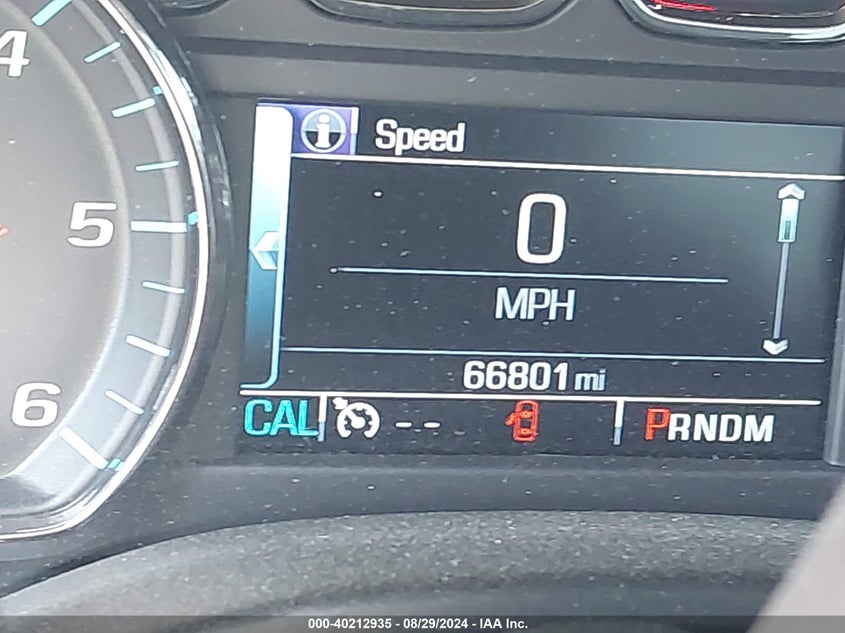 4
5
6
Speed
0
MPH
66801 mi
CAL -- PRNDM
000-40212935 - 08/29/2024 - IAA Inc.